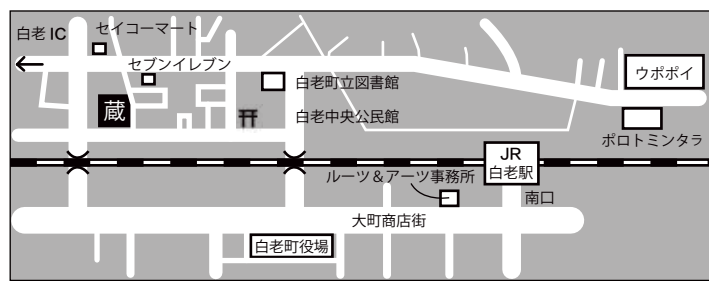 白老 IC
セイコーマート
セブンイレブン
ウポポイ
白老町立図書館
蔵
白老中央公民館
ポロトミンタラ
JR
白老駅
ルーツ&アーツ事務所
南口
大町商店街
白老町役場